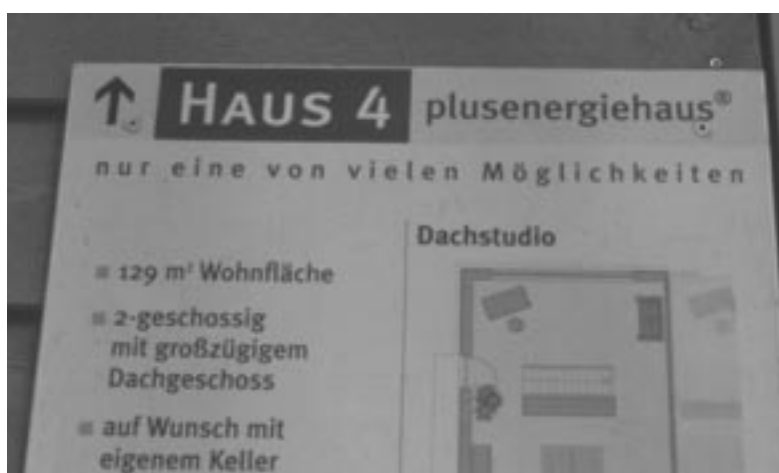 HAUS 4 plusenergiehaus®
nur eine von vielen Möglichkeiten
Dachstudio
129 m² Wohnfläche
2-geschossig
mit großzügigem
Dachgeschoss
auf Wunsch mit
eigenem Keller